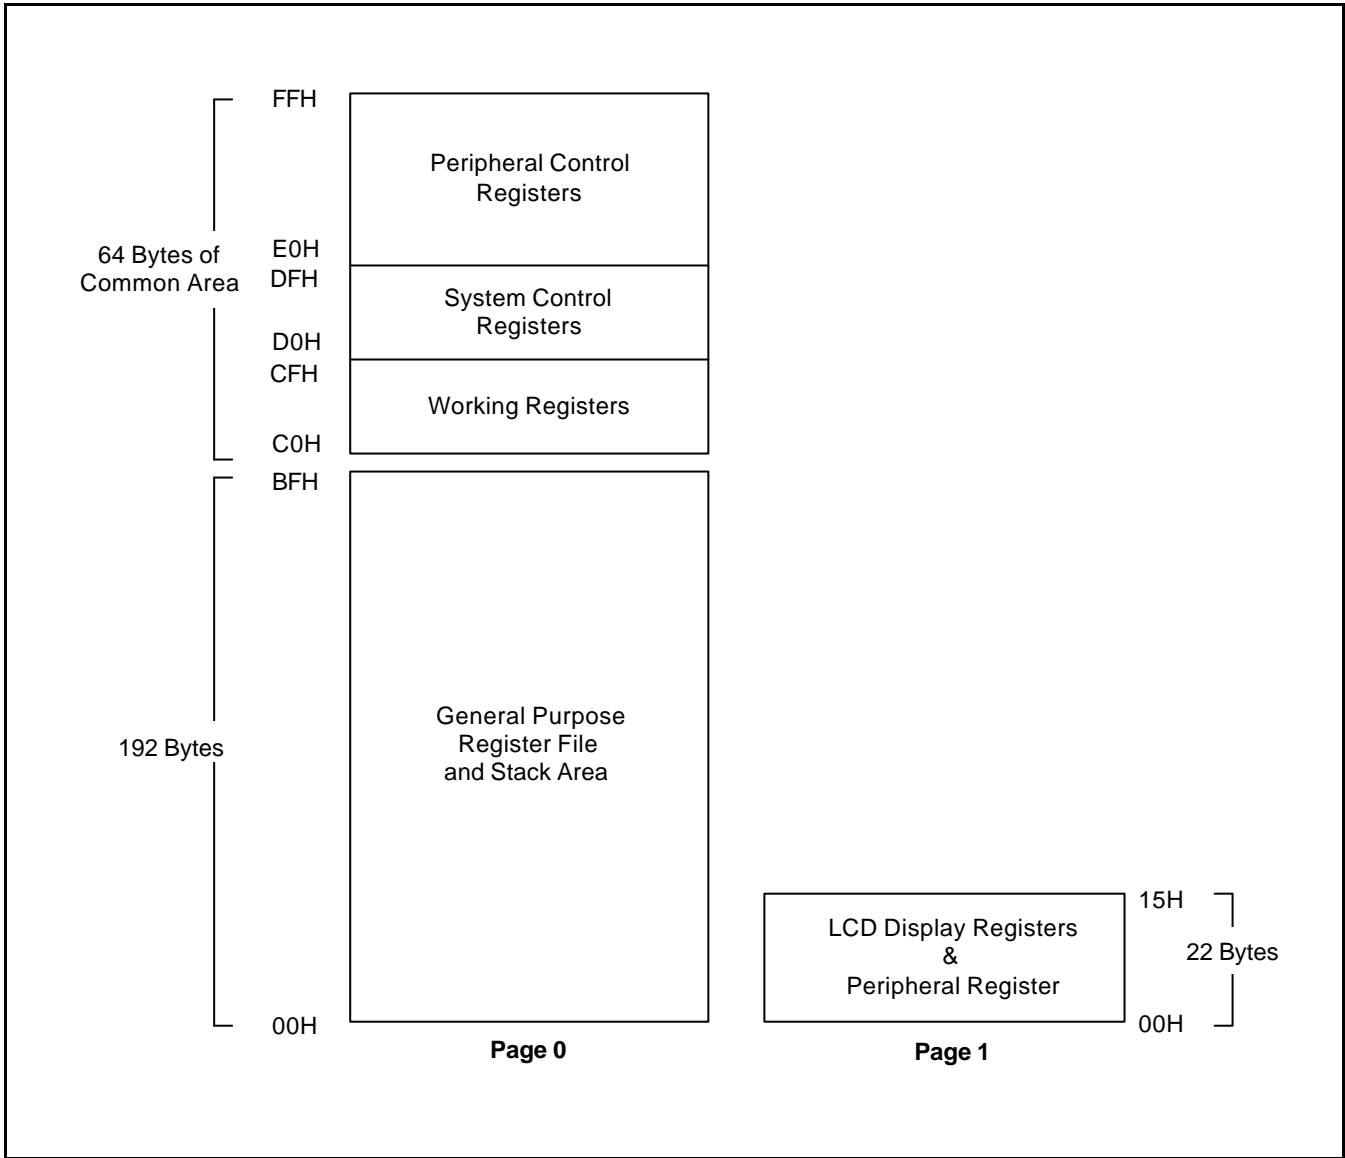 FFH
Peripheral Control
Registers
64 Bytes of
Common Area
E0H
DFH
System Control
Registers
D0H
CFH
Working Registers
C0H
BFH
General Purpose
Register File
and Stack Area
192 Bytes
00H
Page 0
LCD Display Registers
&
Peripheral Register
15H
22 Bytes
00H
Page 1